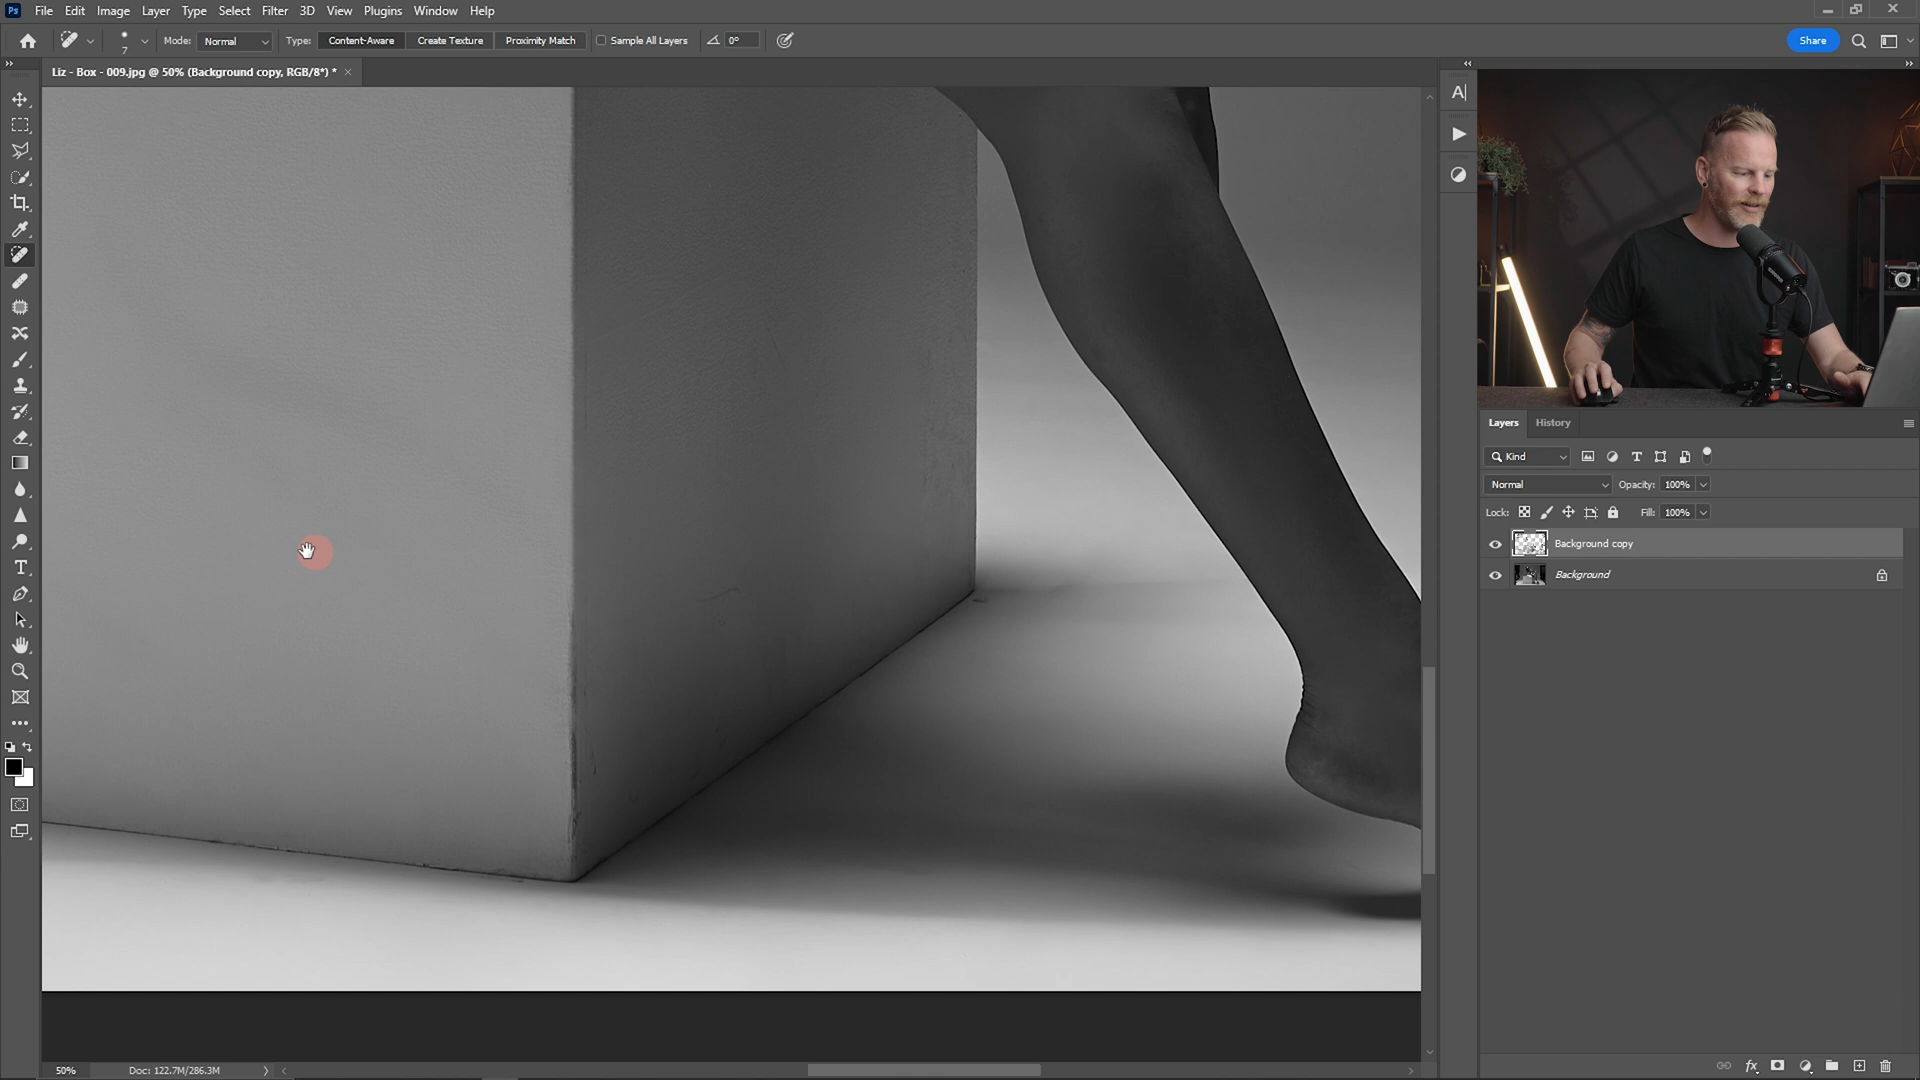 Ps File Edit Image Layer Type Select Filter 3D View Plugins Window Help
7 Mode: Normal Type: Content-Aware Create Texture Proximity Match Sample All Layers 0° Share
Liz - Box - 009.jpg @ 50% (Background copy, RGB/8*) * ×
A|
Layers History
Kind
Normal Opacity: 100%
Lock: Fill: 100%
Background copy
Background
50% Doc: 122.7M/286.3M